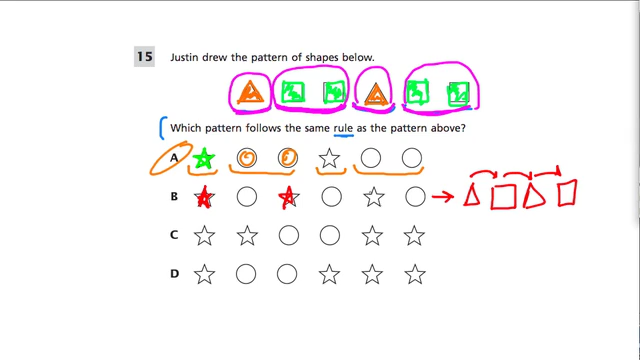 15 Justin drew the pattern of shapes below.
Which pattern follows the same rule as the pattern above?
A
B
C
D